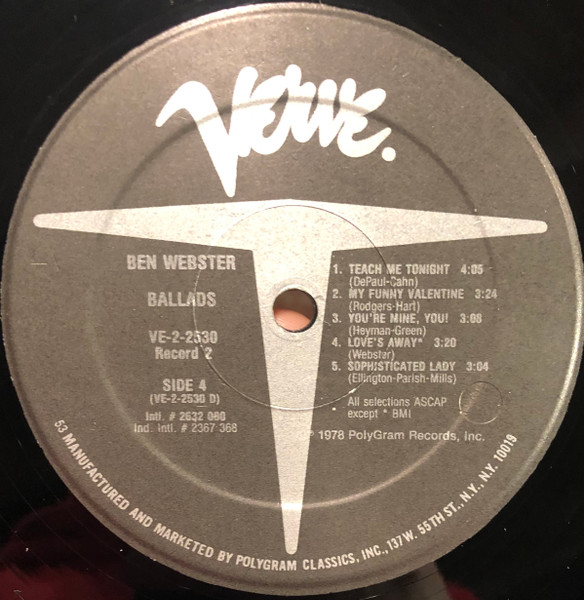 Verve.
BEN WEBSTER
BALLADS
VE-2-2530
Record 2
SIDE 4
(VE-2-2530 D)
Intl. # 2632 060
Ind. Intl. # 2367 368
1. TEACH ME TONIGHT 4:05
(DePaul-Cahn)
2. MY FUNNY VALENTINE 3:24
(Rodgers-Hart)
3. YOU'RE MINE, YOU! 3:08
(Heyman-Green)
4. LOVE'S AWAY* 3:20
(Webster)
5. SOPHISTICATED LADY 3:04
(Ellington-Parish-Mills)
All selections ASCAP
except * BMI
℗ 1978 PolyGram Records, Inc.
53 MANUFACTURED AND MARKETED BY POLYGRAM CLASSICS, INC., 137 W. 55TH ST., N.Y., N.Y. 10019